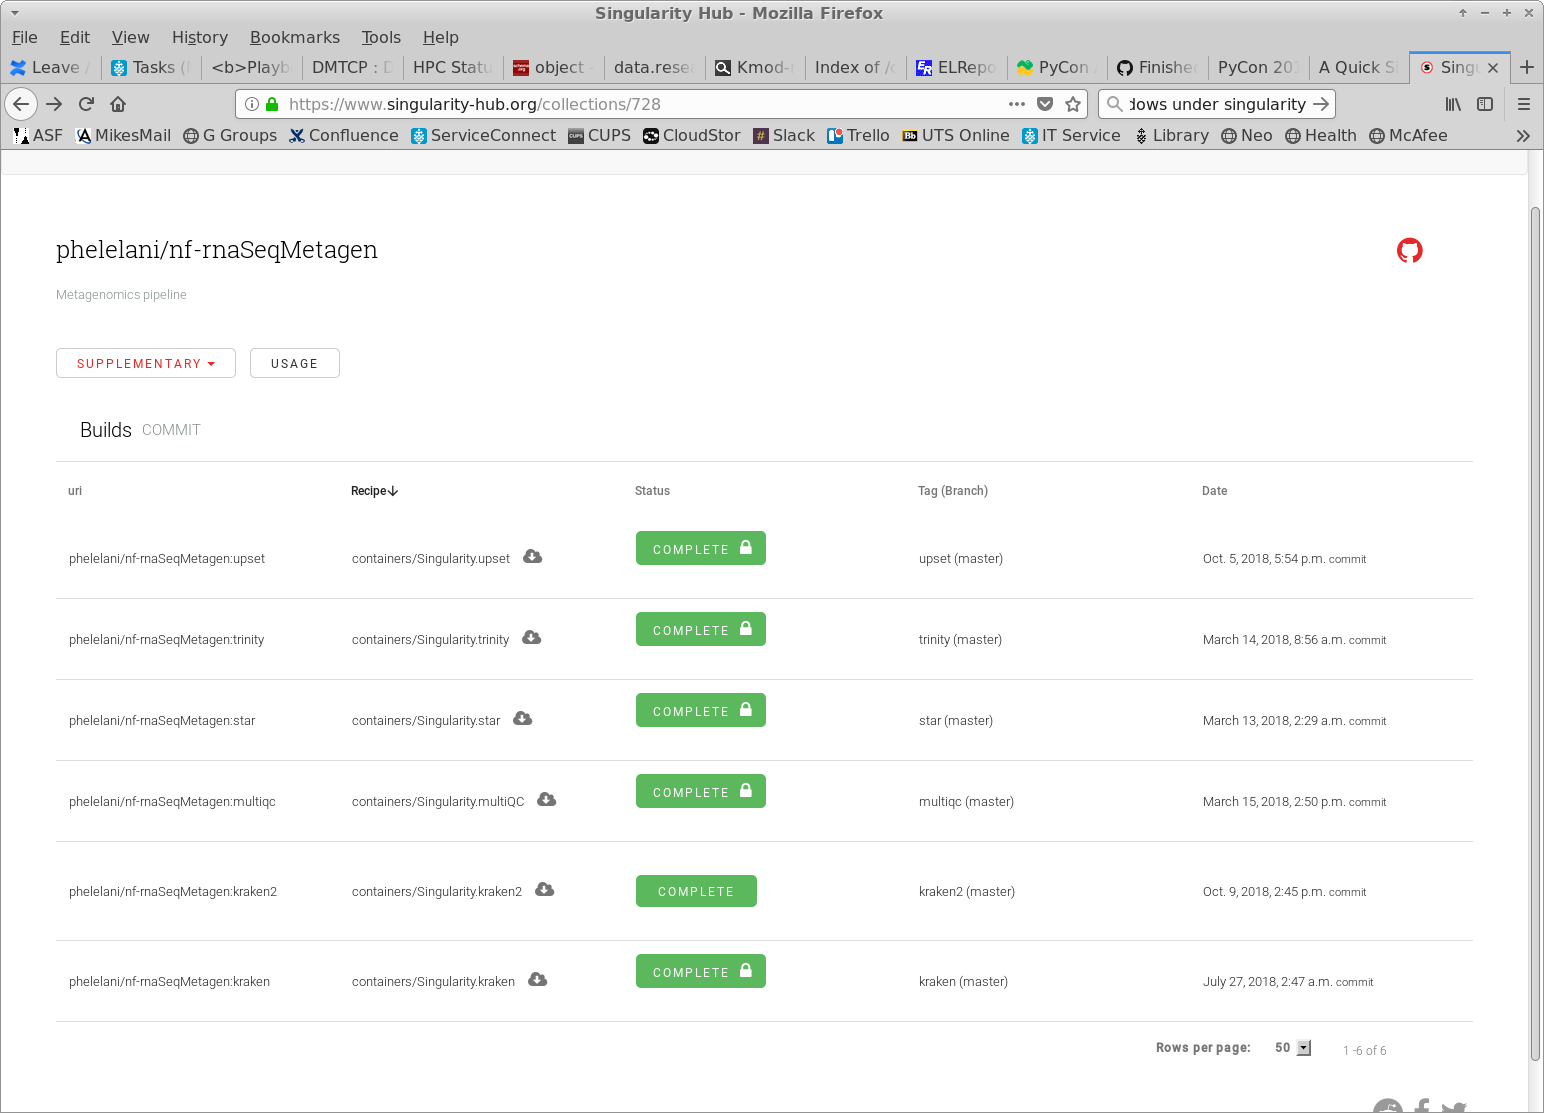 Singularity Hub - Mozilla Firefox
File Edit View History Bookmarks Tools Help
Leave / Tasks ( <b>Playb DMTCP : D HPC Statu object - data.rese Kmod- Index of /c ELRepo PyCon Finished PyCon 201 A Quick S Singu
https://www.singularity-hub.org/collections/728 dows under singularity
ASF MikesMail G Groups Confluence ServiceConnect CUPS CloudStor Slack Trello Bb UTS Online IT Service Library Neo Health McAfee
phelelani/nf-rnaSeqMetagen
Metagenomics pipeline
SUPPLEMENTARY USAGE
Builds COMMIT
uri Recipe Status Tag (Branch) Date
phelelani/nf-rnaSeqMetagen:upset containers/Singularity.upset COMPLETE upset (master) Oct. 5, 2018, 5:54 p.m. commit
phelelani/nf-rnaSeqMetagen:trinity containers/Singularity.trinity COMPLETE trinity (master) March 14, 2018, 8:56 a.m. commit
phelelani/nf-rnaSeqMetagen:star containers/Singularity.star COMPLETE star (master) March 13, 2018, 2:29 a.m. commit
phelelani/nf-rnaSeqMetagen:multiqc containers/Singularity.multiQC COMPLETE multiqc (master) March 15, 2018, 2:50 p.m. commit
phelelani/nf-rnaSeqMetagen:kraken2 containers/Singularity.kraken2 COMPLETE kraken2 (master) Oct. 9, 2018, 2:45 p.m. commit
phelelani/nf-rnaSeqMetagen:kraken containers/Singularity.kraken COMPLETE kraken (master) July 27, 2018, 2:47 a.m. commit
Rows per page: 50 1 -6 of 6